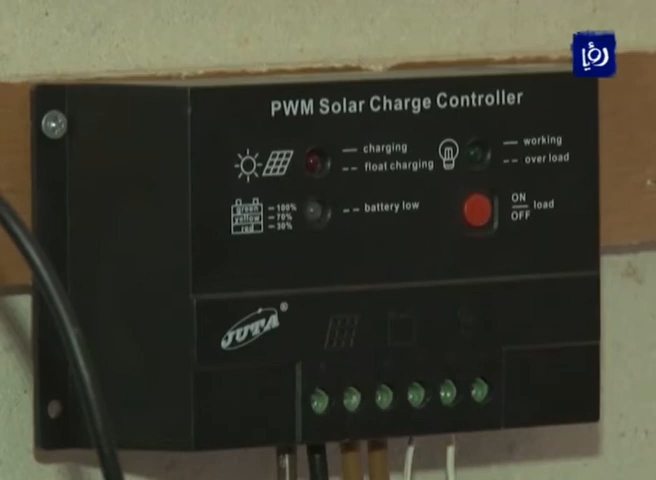 رؤيا
PWM Solar Charge Controller
— charging
-- float charging
— working
-- over load
green —100%
yellow —70%
red —30%
-- battery low
ON
OFF
load
JUTA®